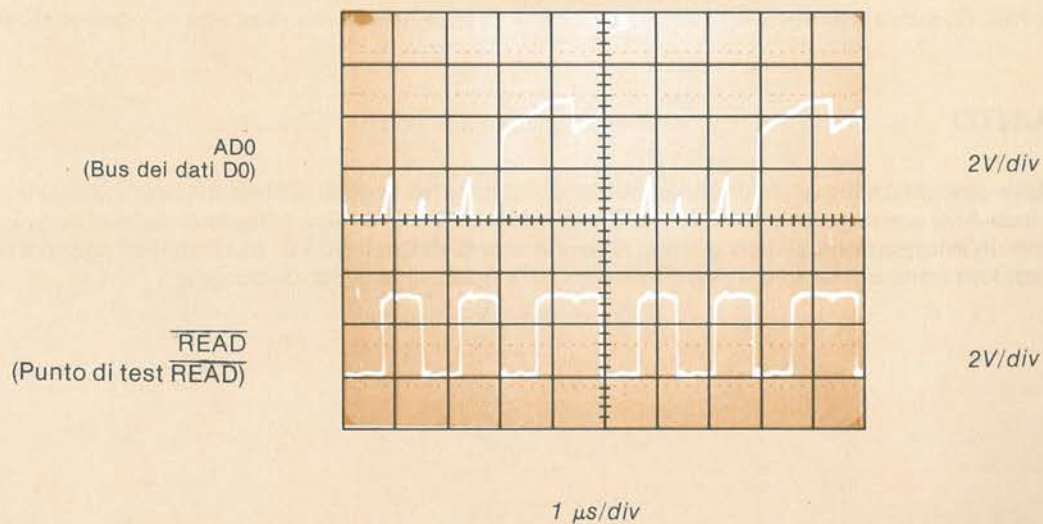 AD0
(Bus dei dati D0)
2V/div
READ
(Punto di test READ)
2V/div
1 µs/div